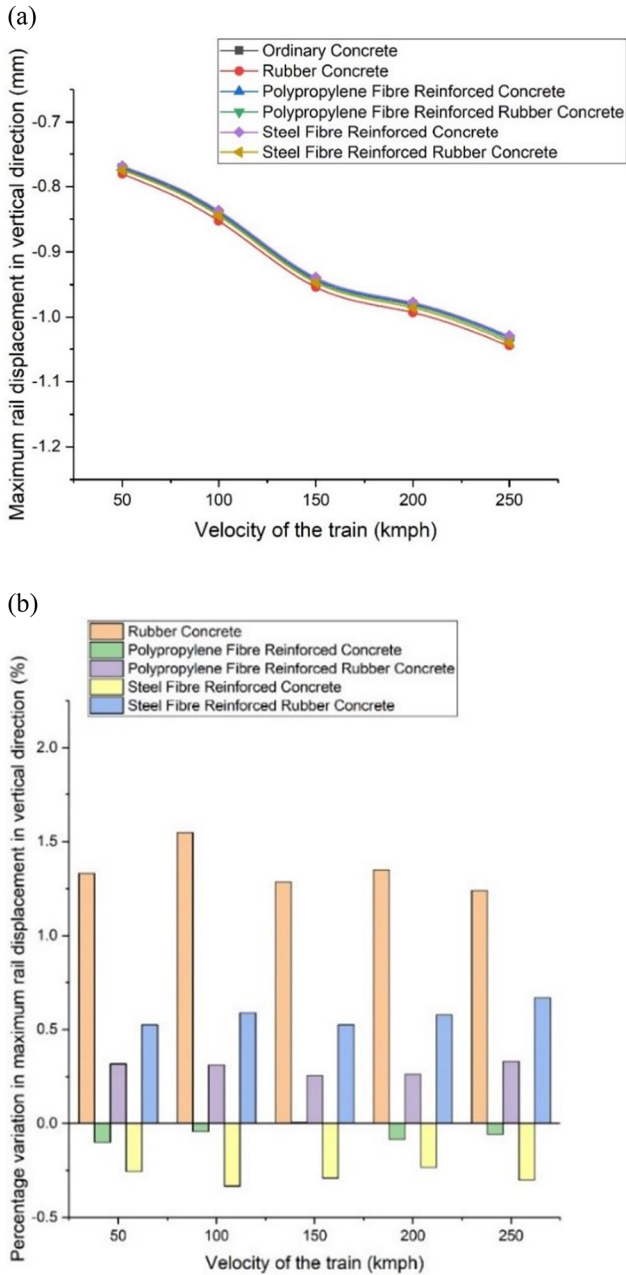 (a)
Ordinary Concrete
Rubber Concrete
Polypropylene Fibre Reinforced Concrete
Polypropylene Fibre Reinforced Rubber Concrete
Steel Fibre Reinforced Concrete
Steel Fibre Reinforced Rubber Concrete
Maximum rail displacement in vertical direction (mm)
-0.7
-0.8
-0.9
-1.0
-1.1
-1.2
50 100 150 200 250
Velocity of the train (kmph)
(b)
Rubber Concrete
Polypropylene Fibre Reinforced Concrete
Polypropylene Fibre Reinforced Rubber Concrete
Steel Fibre Reinforced Concrete
Steel Fibre Reinforced Rubber Concrete
Percentage variation in maximum rail displacement in vertical direction (%)
2.0
1.5
1.0
0.5
0.0
-0.5
50 100 150 200 250
Velocity of the train (kmph)